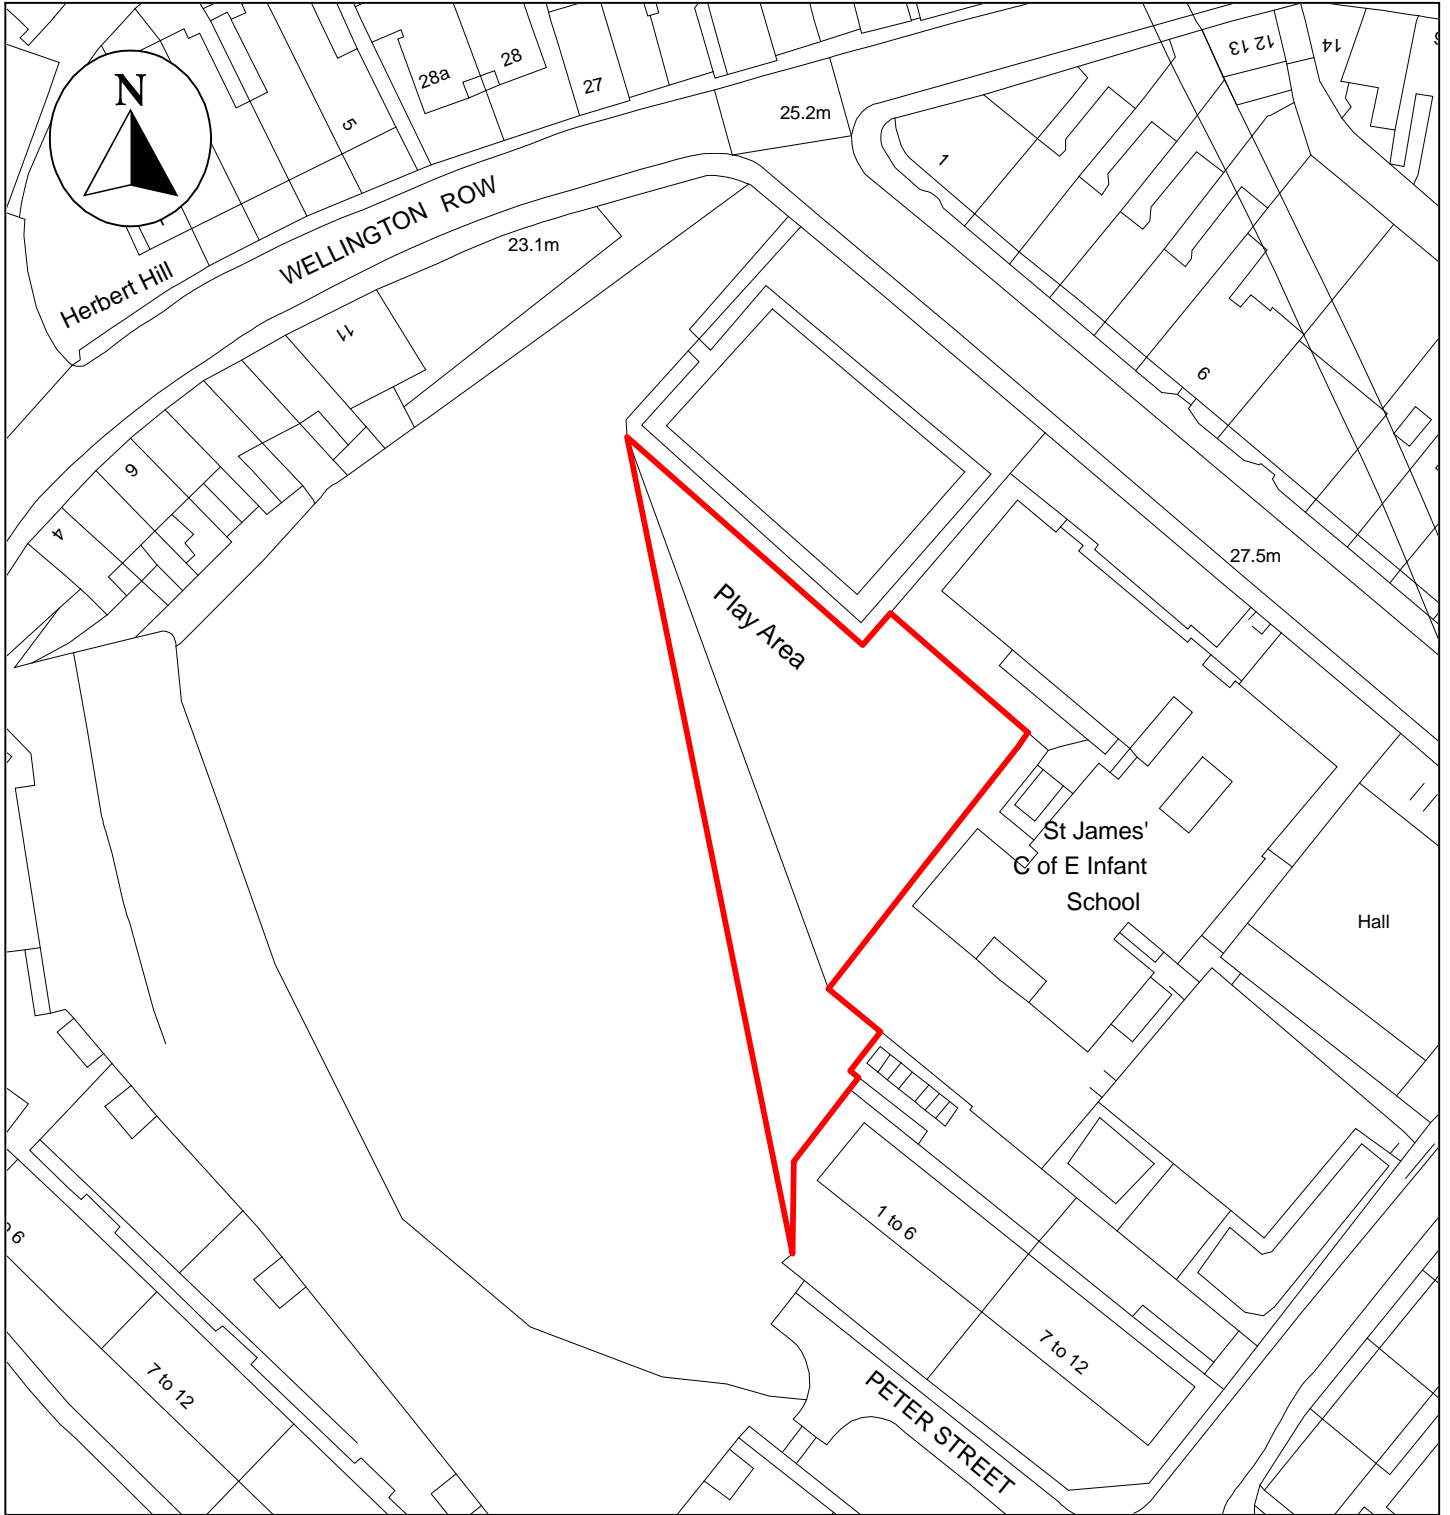 N
5
28a
28
27
25.2m
1
12 13
14
WELLINGTON ROW
23.1m
Herbert Hill
11
9
6
4
27.5m
Play Area
St James'
C of E Infant
School
Hall
1 to 6
6
7 to 12
7 to 12
PETER STREET